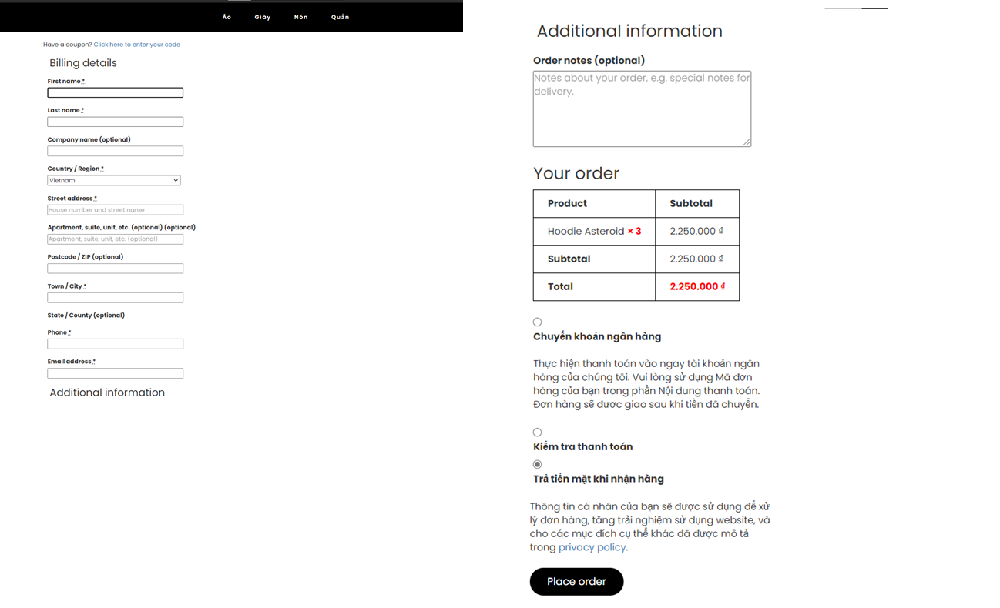 Áo Giày Nón Quần
Have a coupon? Click here to enter your code
Billing details
First name *
Last name *
Company name (optional)
Country / Region *
Vietnam
Street address *
House number and street name
Apartment, suite, unit, etc. (optional) (optional)
Apartment, suite, unit, etc. (optional)
Postcode / ZIP (optional)
Town / City *
State / County (optional)
Phone *
Email address *
Additional information
Additional information
Order notes (optional)
Notes about your order, e.g. special notes for
delivery.
Your order
Product Subtotal
Hoodie Asteroid × 3 2.250.000 ₫
Subtotal 2.250.000 ₫
Total 2.250.000 ₫
Chuyển khoản ngân hàng
Thực hiện thanh toán vào ngay tài khoản ngân
hàng của chúng tôi. Vui lòng sử dụng Mã đơn
hàng của bạn trong phần Nội dung thanh toán.
Đơn hàng sẽ đươc giao sau khi tiền đã chuyển.
Kiểm tra thanh toán
Trả tiền mặt khi nhận hàng
Thông tin cá nhân của bạn sẽ được sử dụng để xử
lý đơn hàng, tăng trải nghiệm sử dụng website, và
cho các mục đích cụ thể khác đã được mô tả
trong privacy policy.
Place order